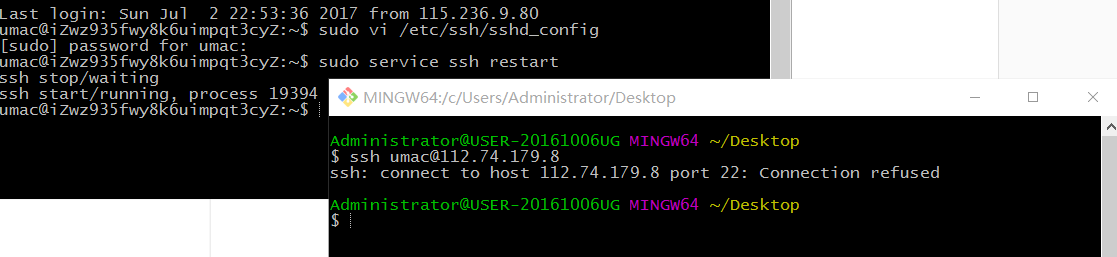 Last login: Sun Jul  2 22:53:36 2017 from 115.236.9.80
umac@iZwz935fwy8k6uimpqt3cyZ:~$ sudo vi /etc/ssh/sshd_config
[sudo] password for umac:
umac@iZwz935fwy8k6uimpqt3cyZ:~$ sudo service ssh restart
ssh stop/waiting
ssh start/running, process 19394
umac@iZwz935fwy8k6uimpqt3cyZ:~$
MINGW64:/c/Users/Administrator/Desktop
Administrator@USER-20161006UG MINGW64 ~/Desktop
$ ssh umac@112.74.179.8
ssh: connect to host 112.74.179.8 port 22: Connection refused
Administrator@USER-20161006UG MINGW64 ~/Desktop
$